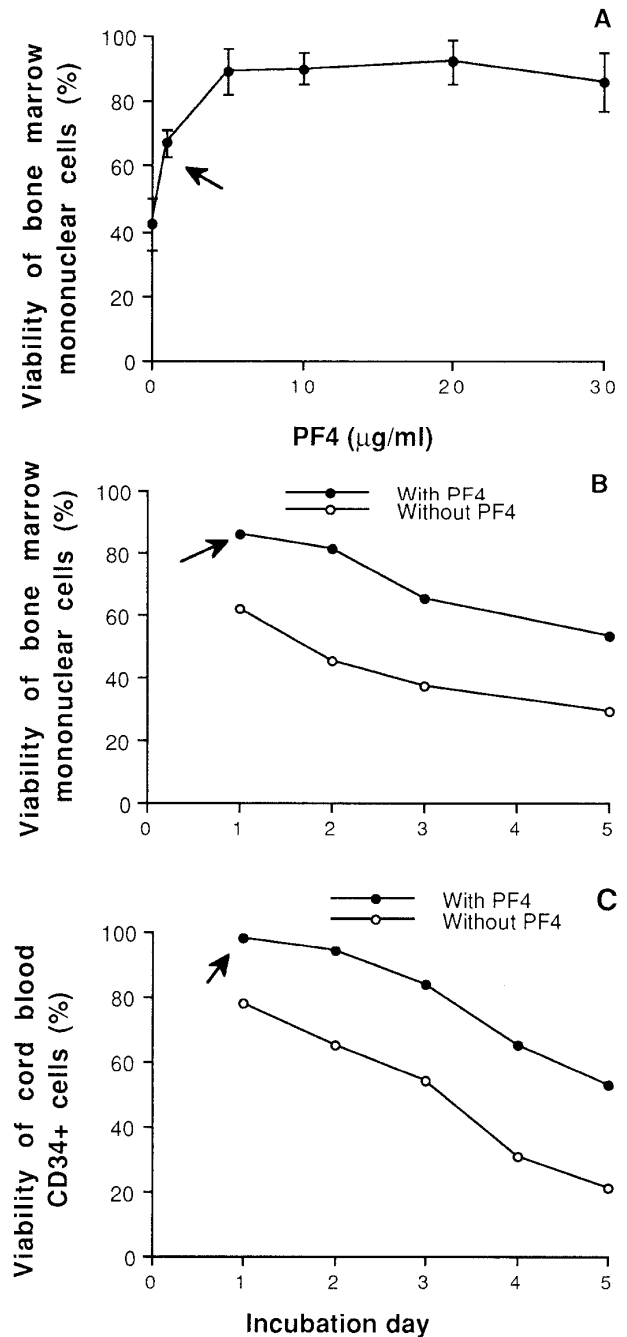 A
Viability of bone marrow
mononuclear cells (%)
100
80
60
40
20
0
0
10
20
30
PF4 (μg/ml)
B
With PF4
Without PF4
Viability of bone marrow
mononuclear cells (%)
100
80
60
40
20
0
0
1
2
3
4
5
C
With PF4
Without PF4
Viability of cord blood
CD34+ cells (%)
100
80
60
40
20
0
0
1
2
3
4
5
Incubation day